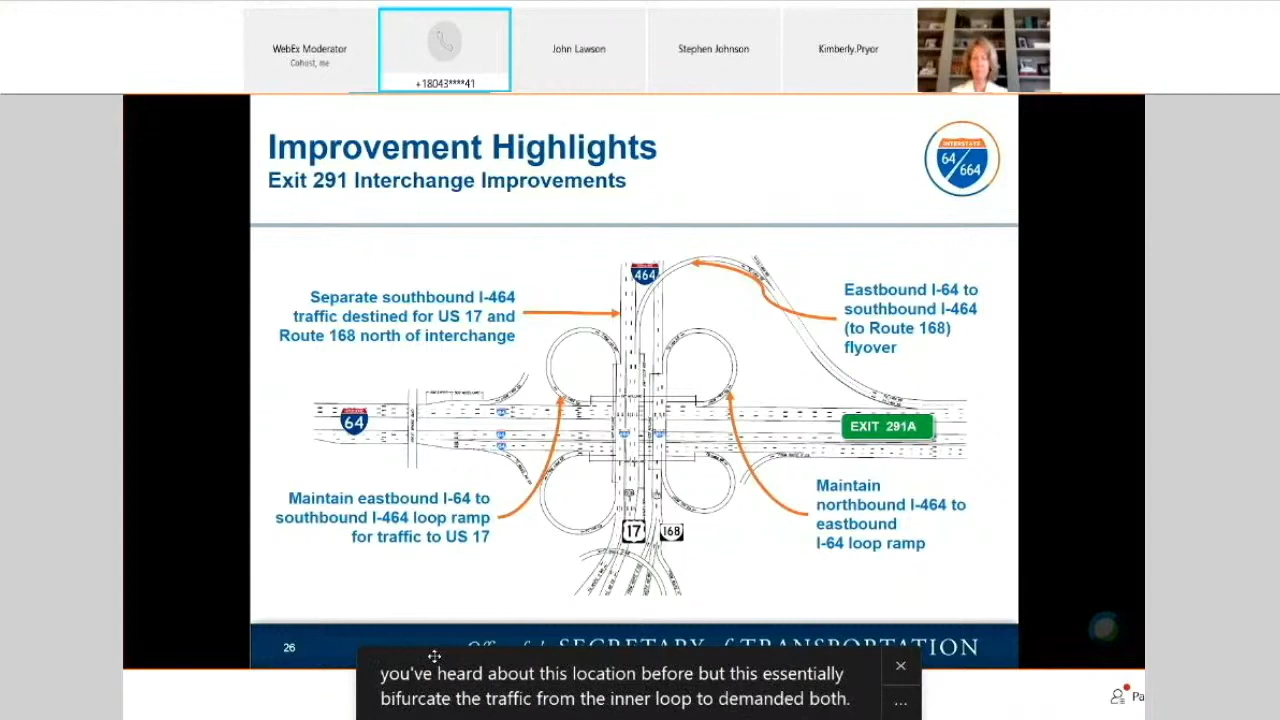 WebEx Moderator
Cohost, me
+18043****41
John Lawson
Stephen Johnson
Kimberly.Pryor
Improvement Highlights
Exit 291 Interchange Improvements
INTERSTATE
64/664
464
Separate southbound I-464
traffic destined for US 17 and
Route 168 north of interchange
Eastbound I-64 to
southbound I-464
(to Route 168)
flyover
64
EXIT 291A
Maintain eastbound I-64 to
southbound I-464 loop ramp
for traffic to US 17
Maintain
northbound I-464 to
eastbound
I-64 loop ramp
17
168
26
SECRETARY of TRANSPORTATION
you've heard about this location before but this essentially
bifurcate the traffic from the inner loop to demanded both.
Pa